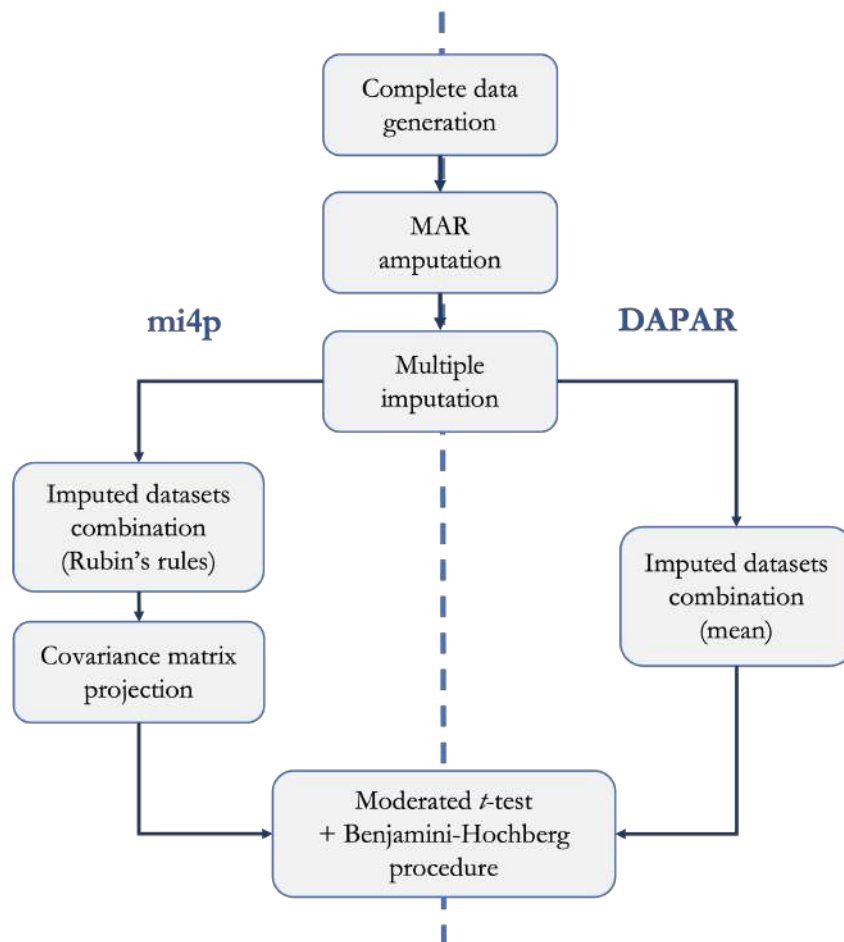 Complete data
generation
MAR
amputation
mi4p
DAPAR
Multiple
imputation
Imputed datasets
combination
(Rubin's rules)
Imputed datasets
combination
(mean)
Covariance matrix
projection
Moderated t-test
+ Benjamini-Hochberg
procedure